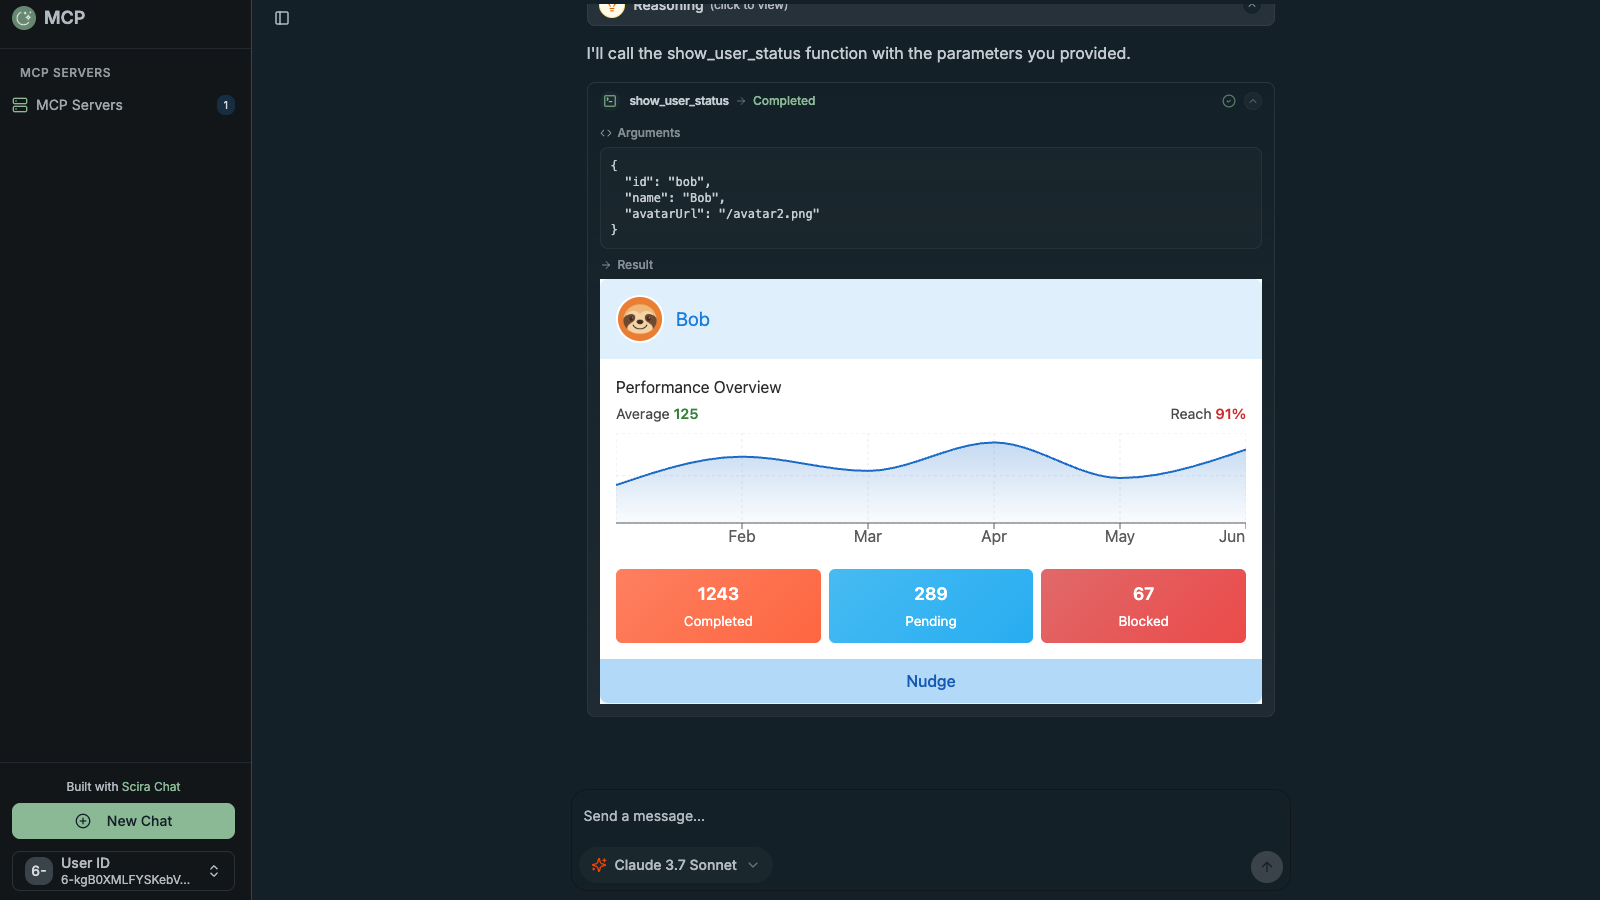 MCP
MCP SERVERS
MCP Servers
1
Built with Scira Chat
New Chat
6-
User ID
6-kgB0XMLFYSKebV...
Reasoning (click to view)
I'll call the show_user_status function with the parameters you provided.
show_user_status → Completed
<> Arguments
{
"id": "bob",
"name": "Bob",
"avatarUrl": "/avatar2.png"
}
→ Result
Bob
Performance Overview
Average 125
Reach 91%
Feb Mar Apr May Jun
1243
Completed
289
Pending
67
Blocked
Nudge
Send a message...
Claude 3.7 Sonnet